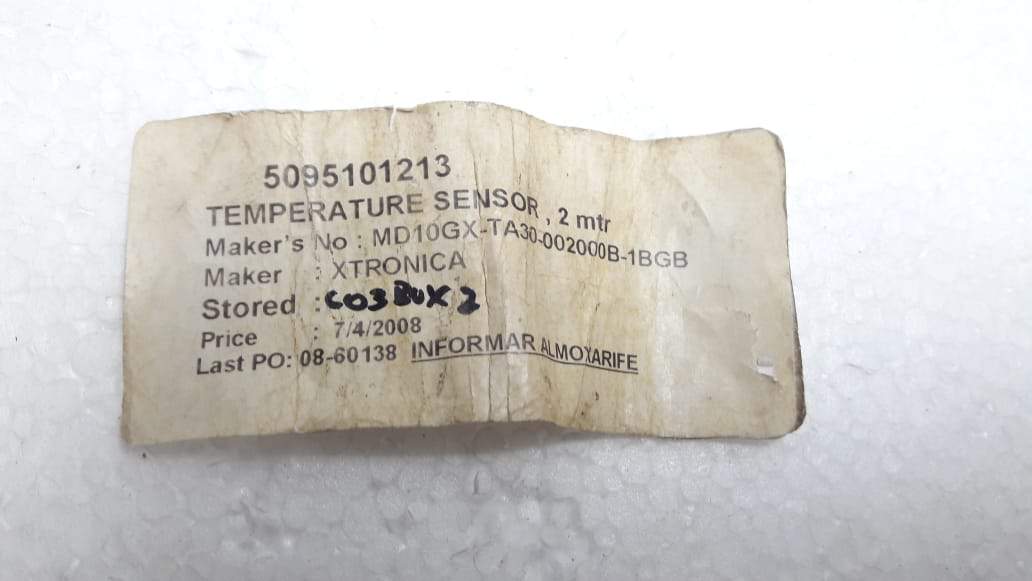 5095101213
TEMPERATURE SENSOR , 2 mtr
Maker's No : MD10GX-TA30-002000B-1BGB
Maker : XTRONICA
Stored : C03 BOX 2
Price : 7/4/2008
Last PO: 08-60138 INFORMAR ALMOXARIFE